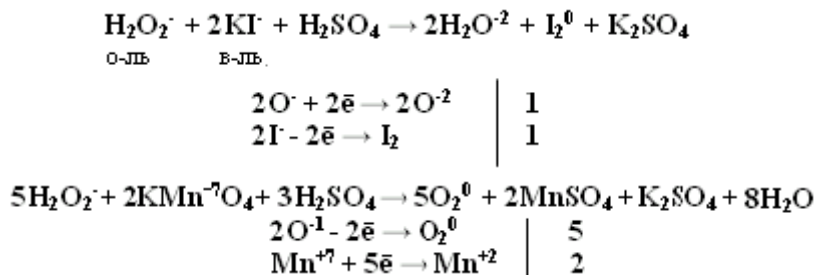 H₂O₂⁻ + 2KI⁻ + H₂SO₄ → 2H₂O⁻² + I₂⁰ + K₂SO₄
о-ль в-ль.
2O⁻ + 2ē → 2O⁻² | 1
2I⁻ - 2ē → I₂ | 1
5H₂O₂⁻ + 2KMn⁻⁷O₄ + 3H₂SO₄ → 5O₂⁰ + 2MnSO₄ + K₂SO₄ + 8H₂O
2O⁻¹ - 2ē → O₂⁰ | 5
Mn⁺⁷ + 5ē → Mn⁺² | 2